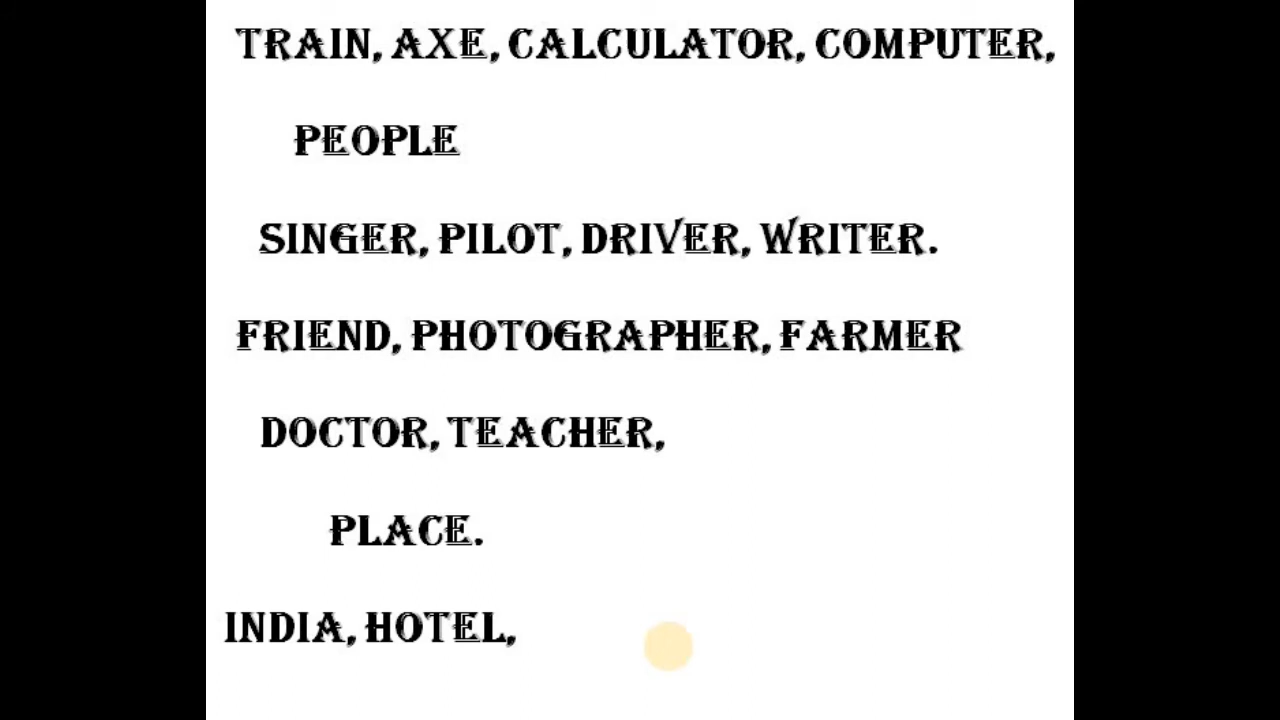 TRAIN, AXE, CALCULATOR, COMPUTER,
PEOPLE
SINGER, PILOT, DRIVER, WRITER.
FRIEND, PHOTOGRAPHER, FARMER
DOCTOR, TEACHER,
PLACE.
INDIA, HOTEL,